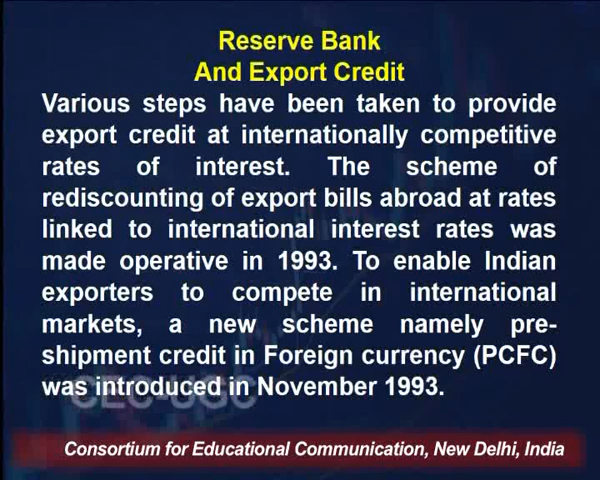 Reserve Bank
And Export Credit
Various steps have been taken to provide
export credit at internationally competitive
rates of interest. The scheme of
rediscounting of export bills abroad at rates
linked to international interest rates was
made operative in 1993. To enable Indian
exporters to compete in international
markets, a new scheme namely pre-
shipment credit in Foreign currency (PCFC)
was introduced in November 1993.
CEC-UGC
Consortium for Educational Communication, New Delhi, India